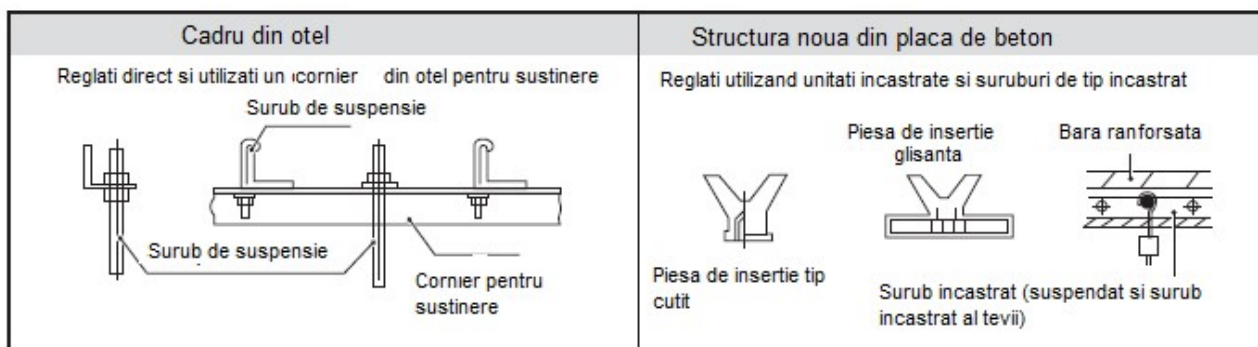 Cadru din otel
Reglati direct si utilizati un cornier din otel pentru sustinere
Surub de suspensie
Surub de suspensie
Cornier pentru
sustinere
Structura noua din placa de beton
Reglati utilizand unitati incastrate si suruburi de tip incastrat
Piesa de insertie
glisanta
Bara ranforsata
Piesa de insertie tip
cutit
Surub incastrat (suspendat si surub
incastrat al tevii)